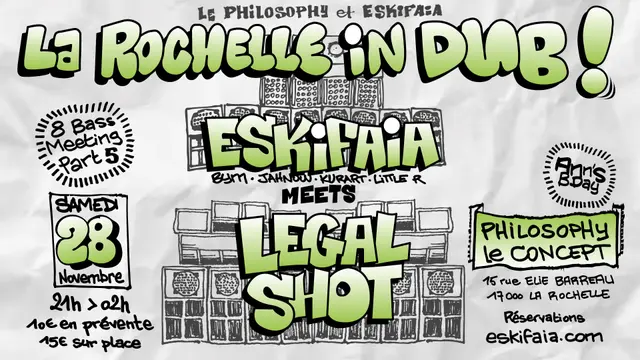 LE PHILOSOPHY et ESKIFAIA
LA ROCHELLE iN DUB !
8 Bass
Meeting
Part 5
ESKiFAiA
BYM • JAHNOW • KURART • LITTLE R
MEETS
LEGAL
SHOT
Ann's
B.Day
SAMEDI
28
Novembre
21h > 02h
10€ en prévente
15€ sur place
PHILOSOPHY
le CONCEPT
15 rue ELIE BARREAU
17000 LA ROCHELLE
Réservations
eskifaia.com